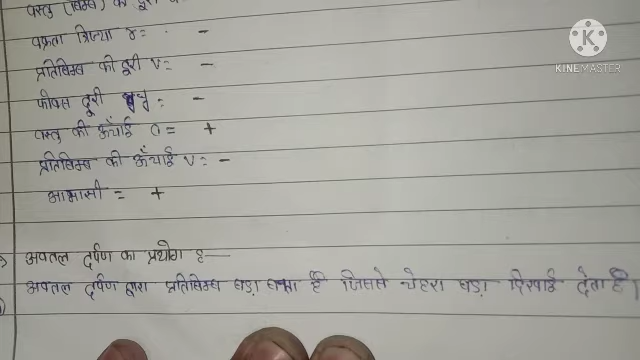 वस्तु (बिम्ब) की दूरी
वक्रता त्रिज्या r= -
प्रतिबिम्ब की दूरी v= -
फोकस दूरी f= -
वस्तु की ऊँचाई O= +
प्रतिबिम्ब की ऊँचाई v= -
आभासी = +
अवतल दर्पण का प्रयोग है—
अवतल दर्पण द्वारा प्रतिबिम्ब बड़ा बनता है जिससे चेहरा बड़ा दिखाई देता है।
KINEMASTER